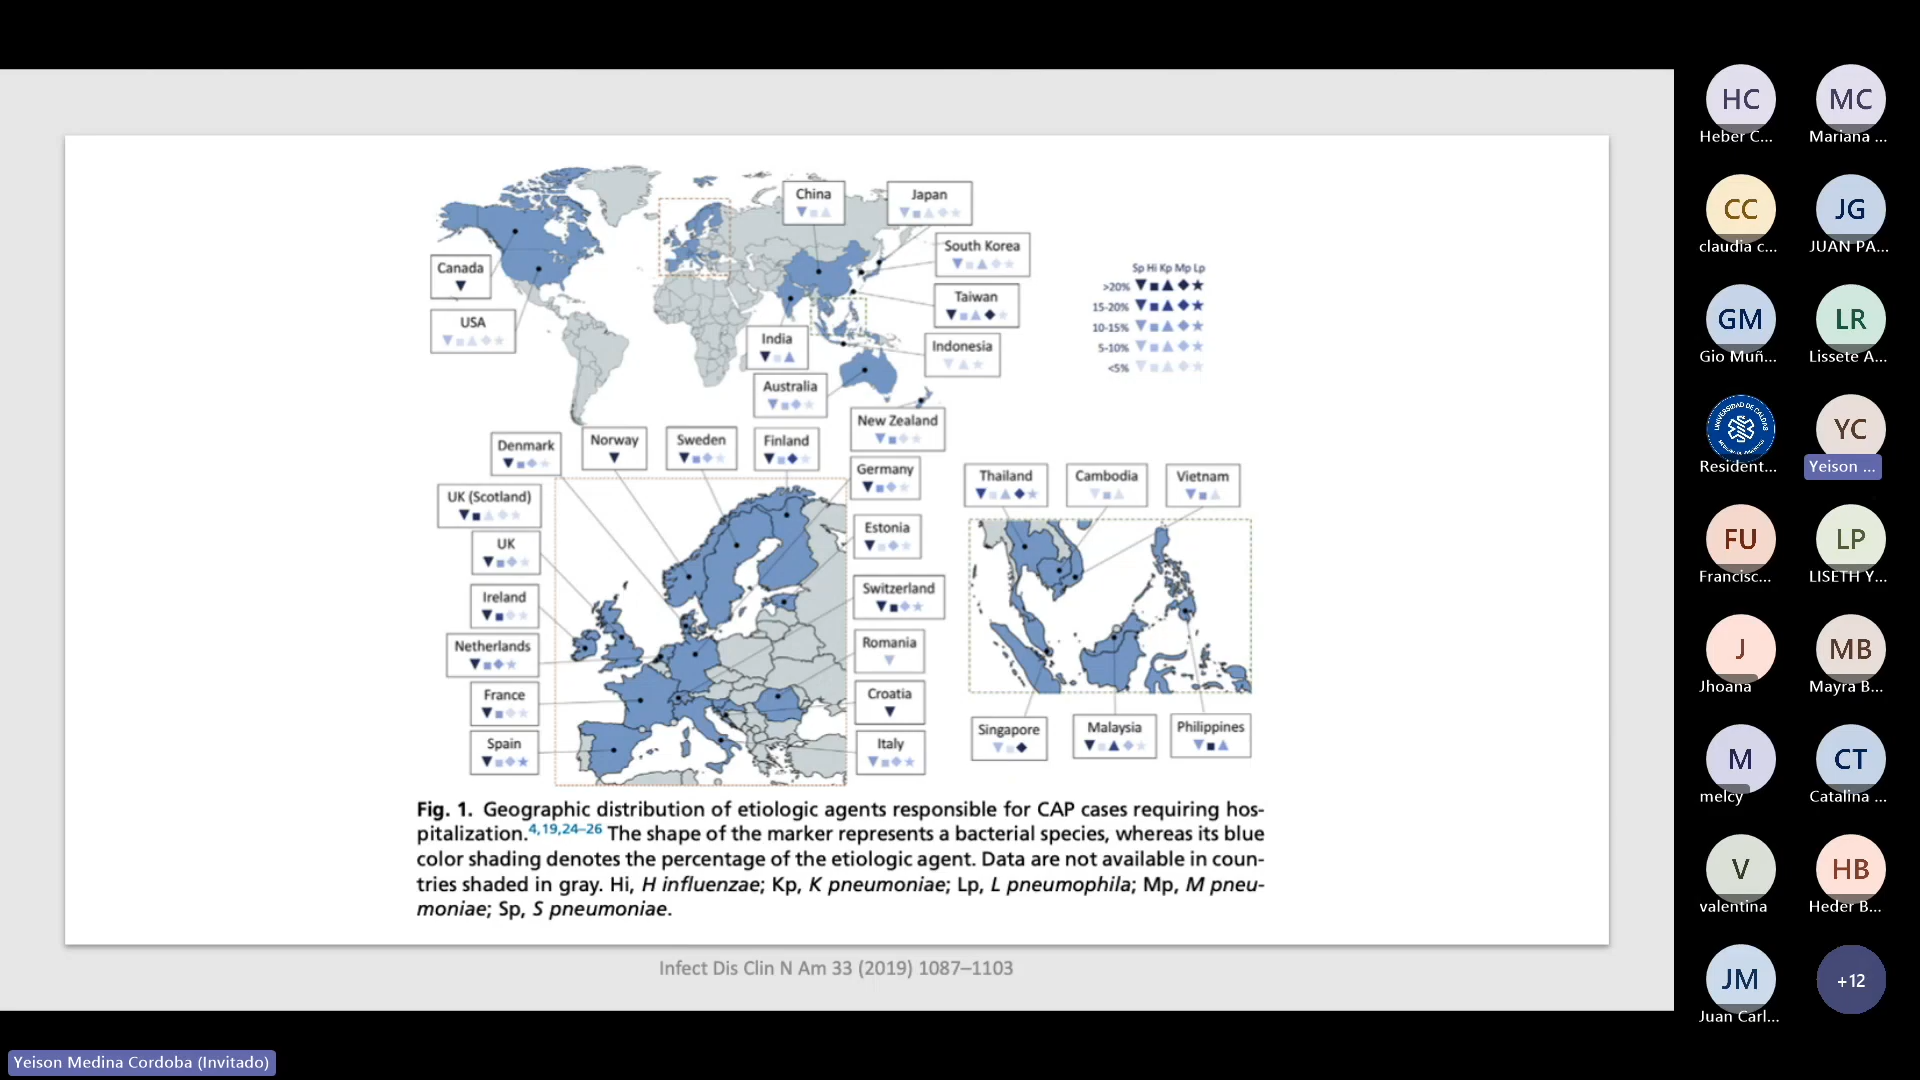 China
Japan
South Korea
Canada
Taiwan
USA
India
Indonesia
Australia
New Zealand
Sp Hi Kp Mp Lp
>20%
15-20%
10-15%
5-10%
<5%
Denmark
Norway
Sweden
Finland
Germany
UK (Scotland)
Estonia
UK
Switzerland
Ireland
Netherlands
Romania
France
Croatia
Spain
Italy
Thailand
Cambodia
Vietnam
Singapore
Malaysia
Philippines
Fig. 1. Geographic distribution of etiologic agents responsible for CAP cases requiring hos-
pitalization.4,19,24–26 The shape of the marker represents a bacterial species, whereas its blue
color shading denotes the percentage of the etiologic agent. Data are not available in coun-
tries shaded in gray. Hi, H influenzae; Kp, K pneumoniae; Lp, L pneumophila; Mp, M pneu-
moniae; Sp, S pneumoniae.
Infect Dis Clin N Am 33 (2019) 1087–1103
HC
Heber C...
MC
Mariana ...
CC
claudia c...
JG
JUAN PA...
GM
Gio Muñ...
LR
Lissete A...
Resident...
YC
Yeison ...
FU
Francisc...
LP
LISETH Y...
J
Jhoana
MB
Mayra B...
M
melcy
CT
Catalina ...
V
valentina
HB
Heder B...
JM
Juan Carl...
+12
Yeison Medina Cordoba (Invitado)